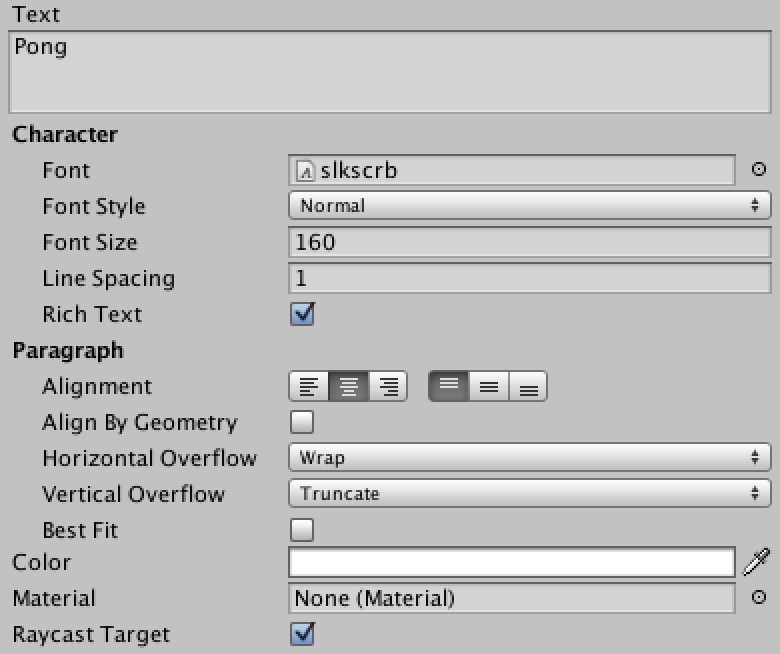 Text
Pong
Character
Font slkscrb
Font Style Normal
Font Size 160
Line Spacing 1
Rich Text
Paragraph
Alignment
Align By Geometry
Horizontal Overflow Wrap
Vertical Overflow Truncate
Best Fit
Color
Material None (Material)
Raycast Target